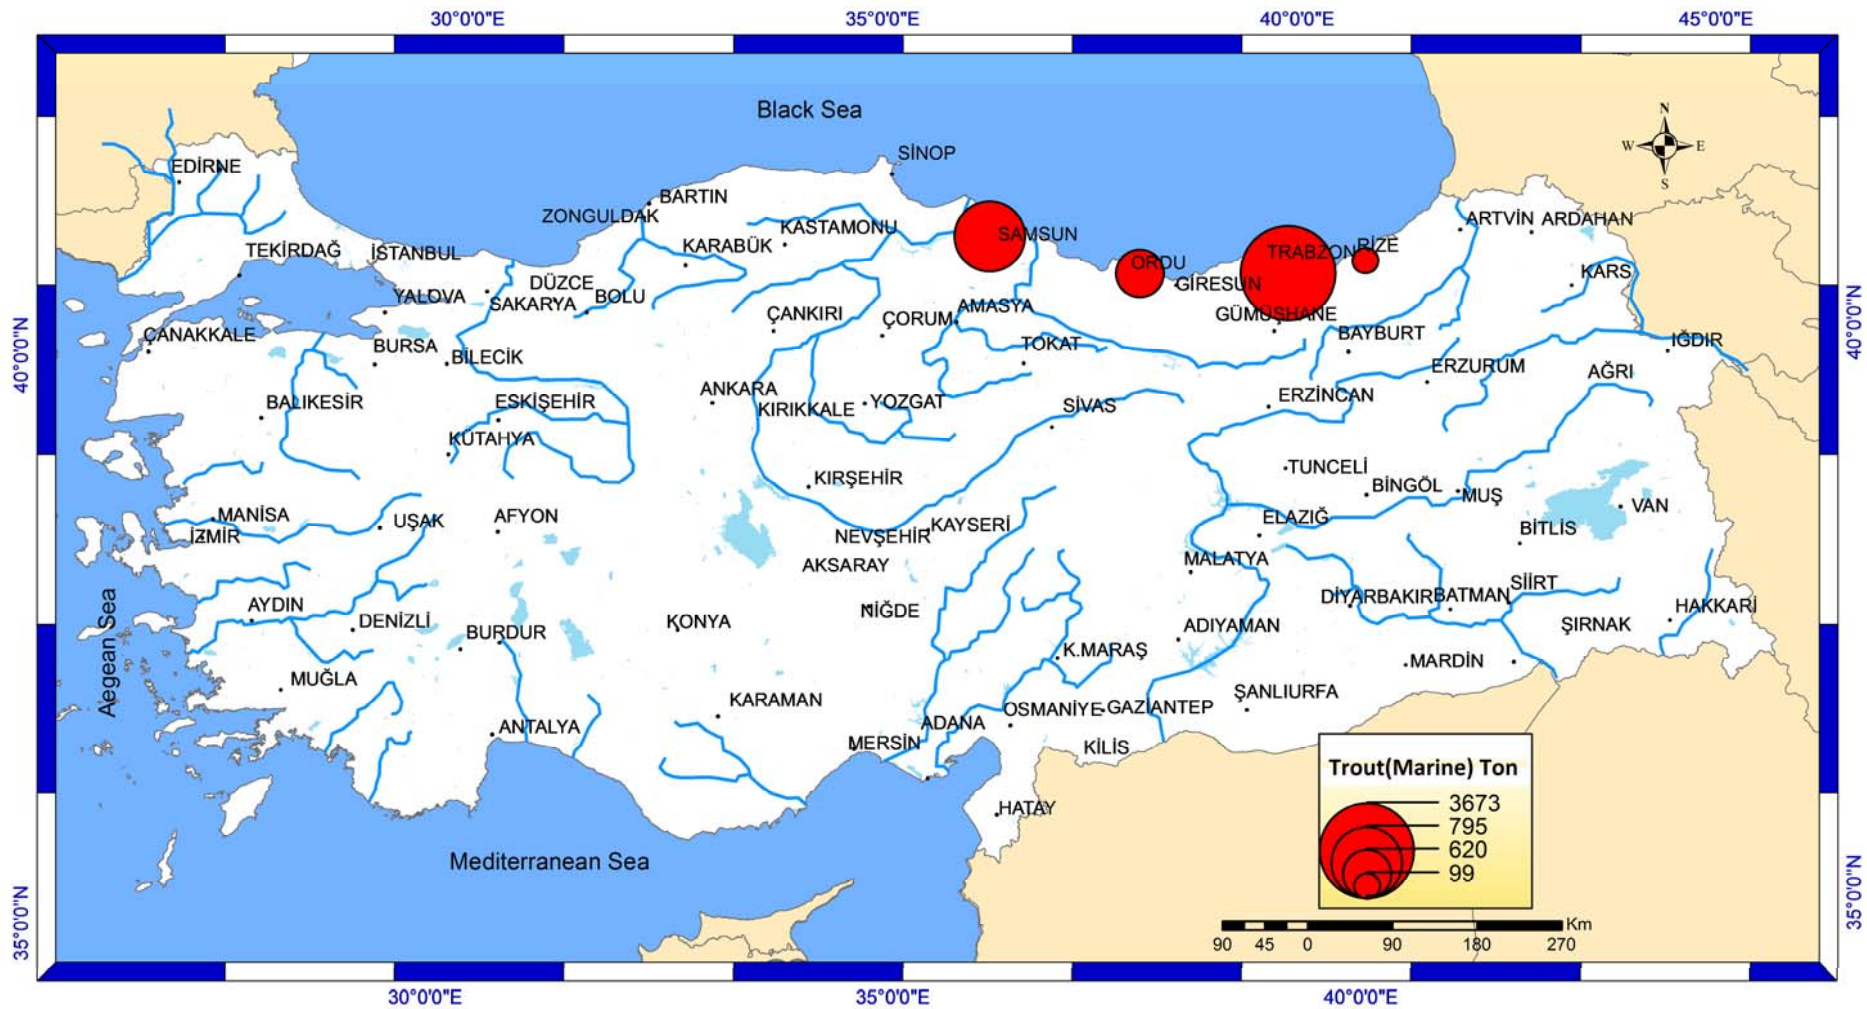 30°0'0"E
35°0'0"E
40°0'0"E
45°0'0"E
Black Sea
N
W
E
S
SİNOP
EDİRNE
BARTIN
ZONGULDAK
KASTAMONU
SAMSUN
ARTVİN
ARDAHAN
TEKİRDAĞ
İSTANBUL
KARABÜK
ORDU
TRABZON
RİZE
KARS
YALOVA
SAKARYA
DÜZCE
BOLU
GİRESUN
ÇANAKKALE
ÇANKIRI
ÇORUM
AMASYA
GÜMÜŞHANE
BAYBURT
IĞDIR
40°0'0"N
40°0'0"N
BURSA
BİLECİK
TOKAT
ERZURUM
AĞRI
BALIKESİR
ESKİŞEHİR
ANKARA
KIRIKKALE
YOZGAT
SİVAS
ERZİNCAN
KÜTAHYA
KIRŞEHİR
TUNCELİ
BİNGÖL
MUŞ
VAN
MANİSA
İZMİR
UŞAK
AFYON
NEVŞEHİR
KAYSERİ
ELAZIĞ
BİTLİS
AKSARAY
MALATYA
AYDIN
DENİZLİ
BURDUR
KONYA
NİĞDE
DİYARBAKIR
BATMAN
SİİRT
HAKKARİ
Aegean Sea
ADIYAMAN
ŞIRNAK
K.MARAŞ
MARDİN
MUĞLA
KARAMAN
ŞANLIURFA
ANTALYA
MERSİN
ADANA
OSMANİYE
GAZİANTEP
KİLİS
HATAY
Mediterranean Sea
Trout(Marine) Ton
3673
795
620
99
35°0'0"N
35°0'0"N
Km
90 45 0 90 180 270
30°0'0"E
35°0'0"E
40°0'0"E